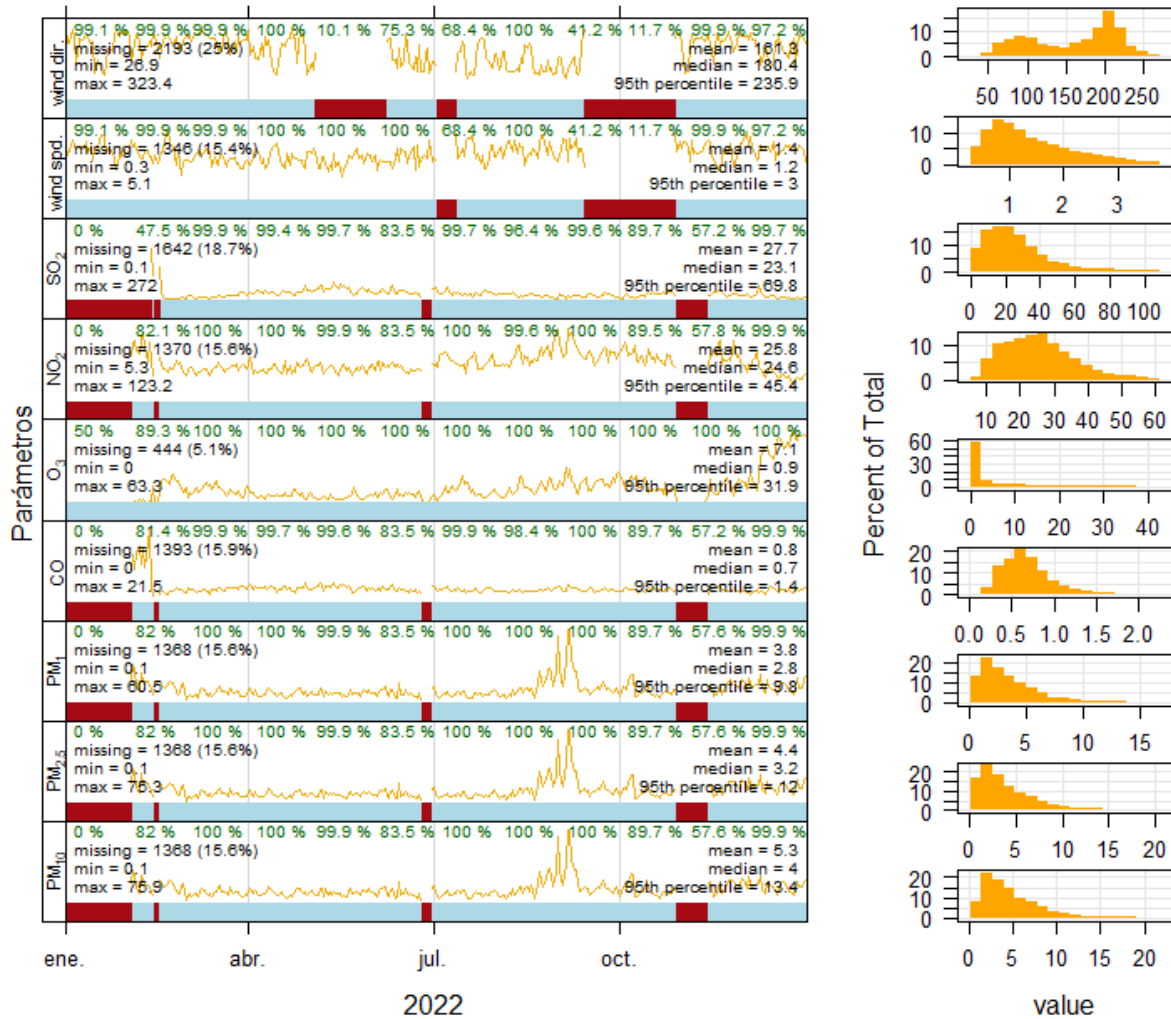 Parámetros
wind dir.
99.1 % 99.9 % 99.9 % 100 % 10.1 % 75.3 % 68.4 % 100 % 41.2 % 11.7 % 99.9 % 97.2 %
missing = 2193 (25%)
min = 26.9
max = 323.4
mean = 161.3
median = 180.4
95th percentile = 235.9
wind spd.
99.1 % 99.9 % 99.9 % 100 % 100 % 100 % 68.4 % 100 % 41.2 % 11.7 % 99.9 % 97.2 %
missing = 1346 (15.4%)
min = 0.3
max = 5.1
mean = 1.4
median = 1.2
95th percentile = 3
SO2
0 % 47.5 % 99.9 % 99.4 % 99.7 % 83.5 % 99.7 % 96.4 % 99.6 % 89.7 % 57.2 % 99.7 %
missing = 1642 (18.7%)
min = 0.1
max = 272
mean = 27.7
median = 23.1
95th percentile = 69.8
NO2
0 % 82.1 % 100 % 100 % 99.9 % 83.5 % 100 % 99.6 % 100 % 89.5 % 57.8 % 99.9 %
missing = 1370 (15.6%)
min = 5.3
max = 123.2
mean = 25.8
median = 24.6
95th percentile = 45.4
O3
50 % 89.3 % 100 % 100 % 100 % 100 % 100 % 100 % 100 % 100 % 100 % 100 %
missing = 444 (5.1%)
min = 0
max = 63.3
mean = 7.1
median = 0.9
95th percentile = 31.9
CO
0 % 81.4 % 99.9 % 99.7 % 99.6 % 83.5 % 99.9 % 98.4 % 100 % 89.7 % 57.2 % 99.9 %
missing = 1393 (15.9%)
min = 0
max = 21.5
mean = 0.8
median = 0.7
95th percentile = 1.4
PM1
0 % 82 % 100 % 100 % 99.9 % 83.5 % 100 % 100 % 100 % 89.7 % 57.6 % 99.9 %
missing = 1368 (15.6%)
min = 0.1
max = 60.5
mean = 3.8
median = 2.8
95th percentile = 9.8
PM2.5
0 % 82 % 100 % 100 % 99.9 % 83.5 % 100 % 100 % 100 % 89.7 % 57.6 % 99.9 %
missing = 1368 (15.6%)
min = 0.1
max = 75.3
mean = 4.4
median = 3.2
95th percentile = 12
PM10
0 % 82 % 100 % 100 % 99.9 % 83.5 % 100 % 100 % 100 % 89.7 % 57.6 % 99.9 %
missing = 1368 (15.6%)
min = 0.1
max = 75.9
mean = 5.3
median = 4
95th percentile = 13.4
ene. abr. jul. oct.
2022
Percent of Total
10
0
50 100 150 200 250
10
0
1 2 3
10
0
0 20 40 60 80 100
10
0
10 20 30 40 50 60
60
30
0
0 10 20 30 40
20
10
0
0.0 0.5 1.0 1.5 2.0
20
10
0
0 5 10 15
20
10
0
0 5 10 15 20
20
10
0
0 5 10 15 20
value